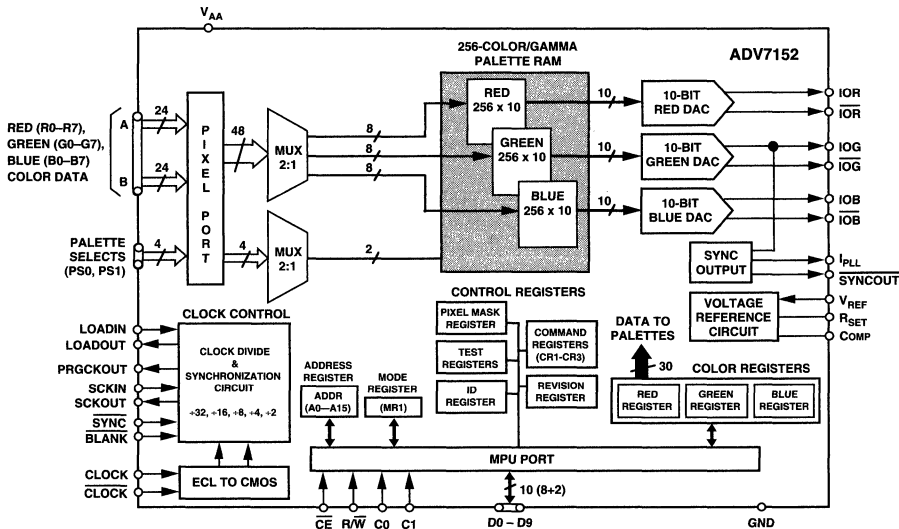 VAA
ADV7152
256-COLOR/GAMMA
PALETTE RAM
RED (R0–R7),
GREEN (G0–G7),
BLUE (B0–B7)
COLOR DATA
A
24
B
24
PIXEL PORT
48
MUX
2:1
8
8
8
RED
256 x 10
GREEN
256 x 10
BLUE
256 x 10
10
10-BIT
RED DAC
10
10-BIT
GREEN DAC
10
10-BIT
BLUE DAC
IOR
IOR
IOG
IOG
IOB
IOB
PALETTE
SELECTS
(PS0, PS1)
4
4
MUX
2:1
2
SYNC
OUTPUT
IPLL
SYNCOUT
VOLTAGE
REFERENCE
CIRCUIT
VREF
RSET
COMP
CLOCK CONTROL
LOADIN
LOADOUT
PRGCKOUT
SCKIN
SCKOUT
SYNC
BLANK
CLOCK DIVIDE
&
SYNCHRONIZATION
CIRCUIT
÷32, ÷16, ÷8, ÷4, ÷2
CLOCK
CLOCK
ECL TO CMOS
ADDRESS
REGISTER
ADDR
(A0–A15)
MODE
REGISTER
(MR1)
CONTROL REGISTERS
PIXEL MASK
REGISTER
TEST
REGISTERS
ID
REGISTER
COMMAND
REGISTERS
(CR1-CR3)
REVISION
REGISTER
DATA TO
PALETTES
30
COLOR REGISTERS
RED
REGISTER
GREEN
REGISTER
BLUE
REGISTER
MPU PORT
10 (8+2)
CE
R/W
C0
C1
D0 – D9
GND